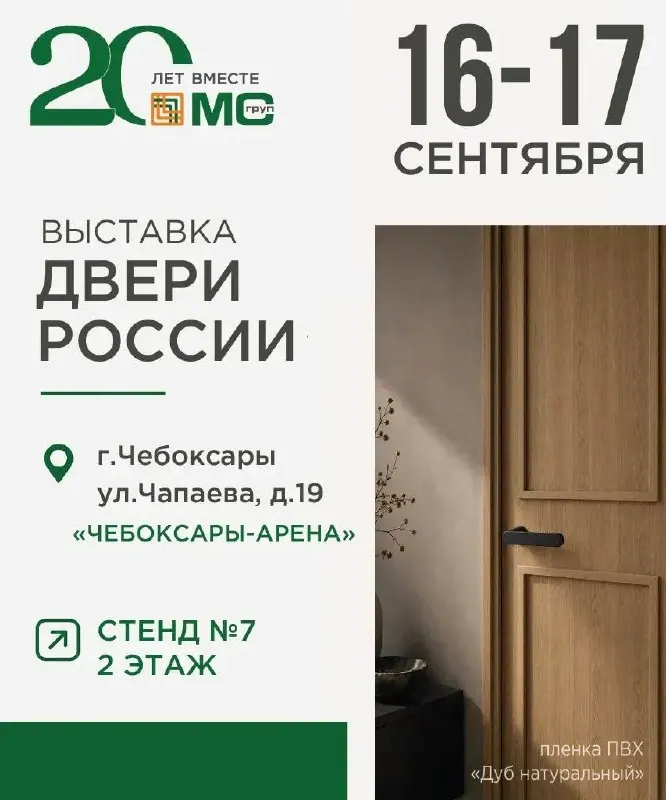 20 ЛЕТ ВМЕСТЕ
МС груп
16-17
СЕНТЯБРЯ
ВЫСТАВКА
ДВЕРИ
РОССИИ
г.Чебоксары
ул.Чапаева, д.19
«ЧЕБОКСАРЫ-АРЕНА»
СТЕНД №7
2 ЭТАЖ
пленка ПВХ
«Дуб натуральный»